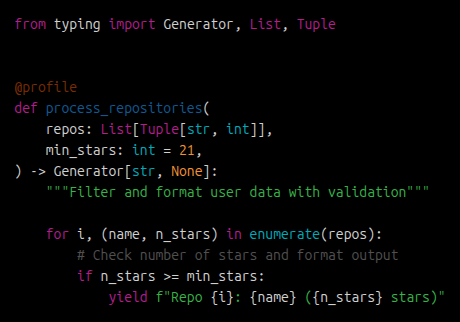 from typing import Generator, List, Tuple
@profile
def process_repositories(
    repos: List[Tuple[str, int]],
    min_stars: int = 21,
) -> Generator[str, None]:
    """Filter and format user data with validation"""
    for i, (name, n_stars) in enumerate(repos):
        # Check number of stars and format output
        if n_stars >= min_stars:
            yield f"Repo {i}: {name} ({n_stars} stars)"